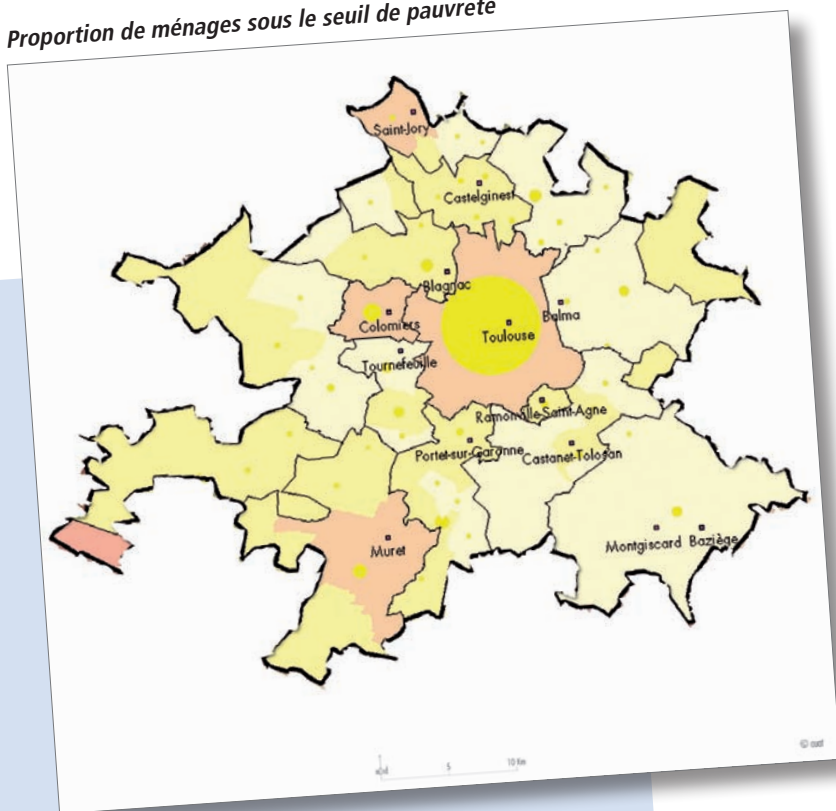 Proportion de ménages sous le seuil de pauvreté
Saint-Jory
Castelginest
Blagnac
Colomiers
Balma
Toulouse
Tournefeuille
Ramonville-Saint-Agne
Portet-sur-Garonne
Castanet-Tolosan
Muret
Montgiscard Baziège
5
10 Km